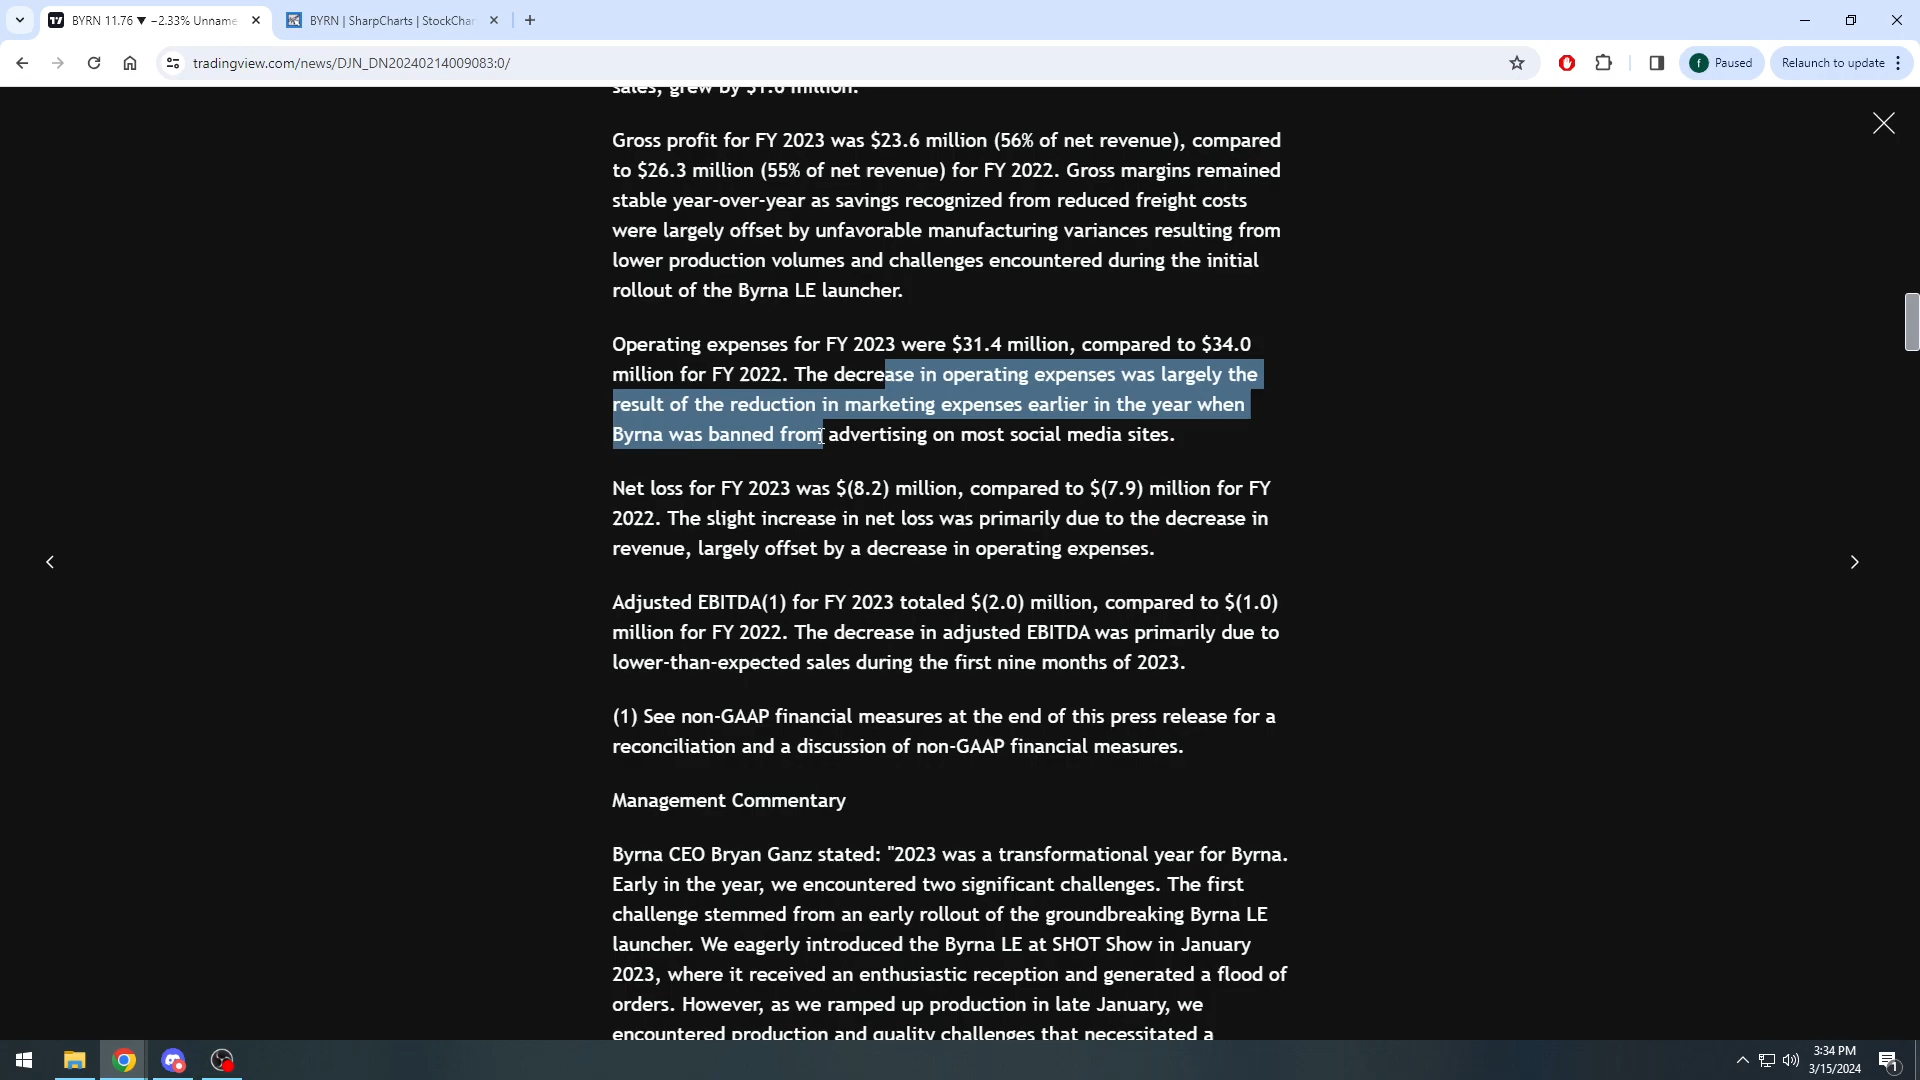 BYRN 11.76 ▼ −2.33% Unname
BYRN | SharpCharts | StockChar
tradingview.com/news/DJN_DN20240214009083:0/
f Paused
Relaunch to update
sales, grew by $1.6 million.
Gross profit for FY 2023 was $23.6 million (56% of net revenue), compared
to $26.3 million (55% of net revenue) for FY 2022. Gross margins remained
stable year-over-year as savings recognized from reduced freight costs
were largely offset by unfavorable manufacturing variances resulting from
lower production volumes and challenges encountered during the initial
rollout of the Byrna LE launcher.
Operating expenses for FY 2023 were $31.4 million, compared to $34.0
million for FY 2022. The decrease in operating expenses was largely the
result of the reduction in marketing expenses earlier in the year when
Byrna was banned from advertising on most social media sites.
Net loss for FY 2023 was $(8.2) million, compared to $(7.9) million for FY
2022. The slight increase in net loss was primarily due to the decrease in
revenue, largely offset by a decrease in operating expenses.
Adjusted EBITDA(1) for FY 2023 totaled $(2.0) million, compared to $(1.0)
million for FY 2022. The decrease in adjusted EBITDA was primarily due to
lower-than-expected sales during the first nine months of 2023.
(1) See non-GAAP financial measures at the end of this press release for a
reconciliation and a discussion of non-GAAP financial measures.
Management Commentary
Byrna CEO Bryan Ganz stated: "2023 was a transformational year for Byrna.
Early in the year, we encountered two significant challenges. The first
challenge stemmed from an early rollout of the groundbreaking Byrna LE
launcher. We eagerly introduced the Byrna LE at SHOT Show in January
2023, where it received an enthusiastic reception and generated a flood of
orders. However, as we ramped up production in late January, we
encountered production and quality challenges that necessitated a
3:34 PM
3/15/2024
1